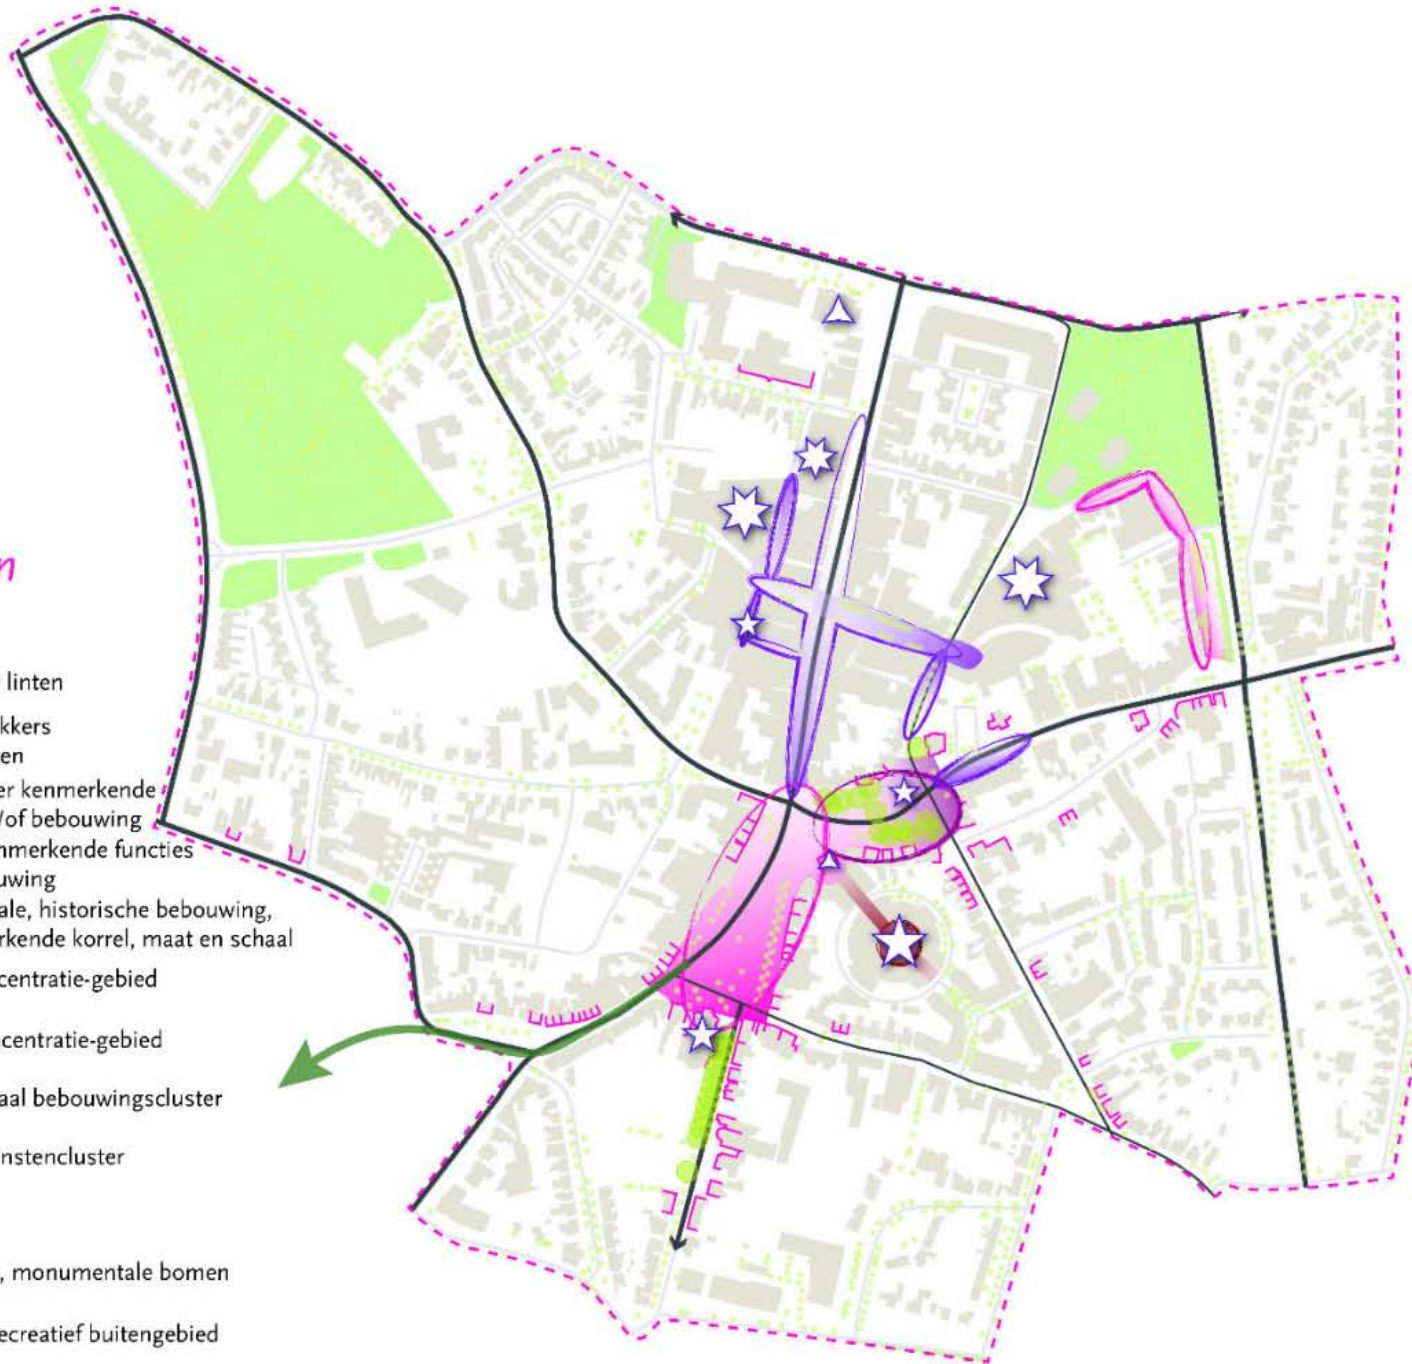 n
linten
kkers
en
er kenmerkende
/of bebouwing
nmerkende functies
uwing
ale, historische bebouwing,
rkende korrel, maat en schaal
centratie-gebied
centratie-gebied
aal bebouwingscluster
nstencluster
, monumentale bomen
ecreatief buitengebied